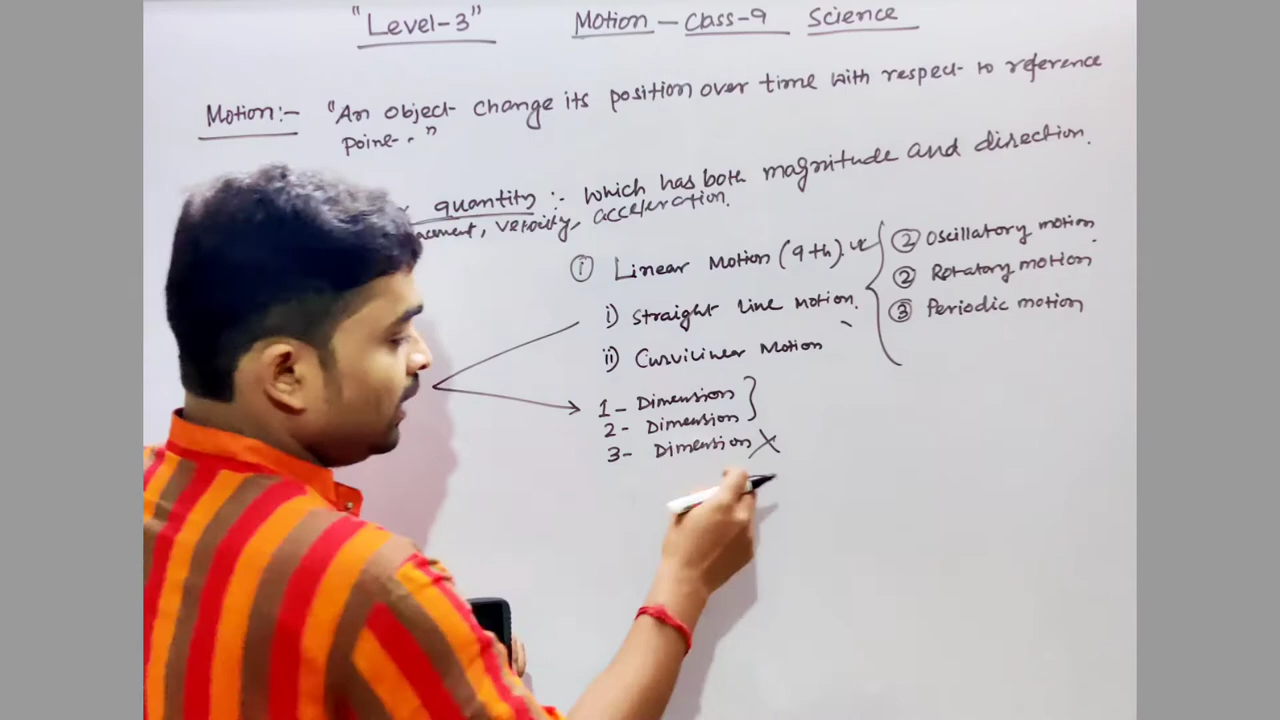 "Level-3" Motion - Class-9 Science
Motion:- "An object change its position over time with respect to reference
point."
quantity :- which has both magnitude and direction.
acement, velocity, acceleration.
① Linear Motion (9th).
i) Straight line motion.
ii) Curvilinear Motion
1- Dimension
2- Dimension
3- Dimension X
② Oscillatory motion
② Rotatory motion
③ Periodic motion